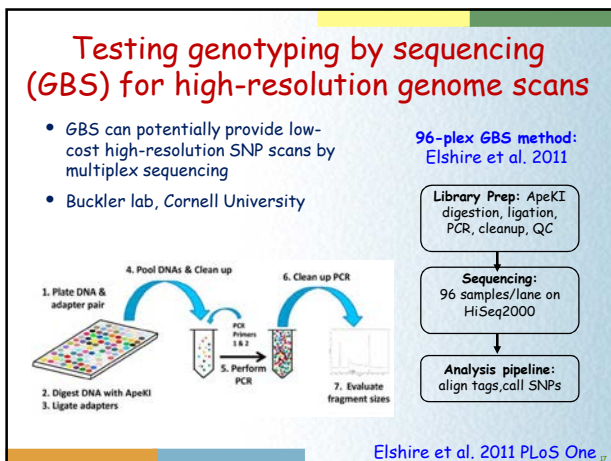 Testing genotyping by sequencing
(GBS) for high-resolution genome scans
• GBS can potentially provide low-
cost high-resolution SNP scans by
multiplex sequencing
• Buckler lab, Cornell University
96-plex GBS method:
Elshire et al. 2011
Library Prep: ApeKI
digestion, ligation,
PCR, cleanup, QC
Sequencing:
96 samples/lane on
HiSeq2000
Analysis pipeline:
align tags,call SNPs
1. Plate DNA &
adapter pair
2. Digest DNA with ApeKI
3. Ligate adapters
4. Pool DNAs & Clean up
PCR
Primers
1 & 2
5. Perform
PCR
6. Clean up PCR
7. Evaluate
fragment sizes
Elshire et al. 2011 PLoS One
17